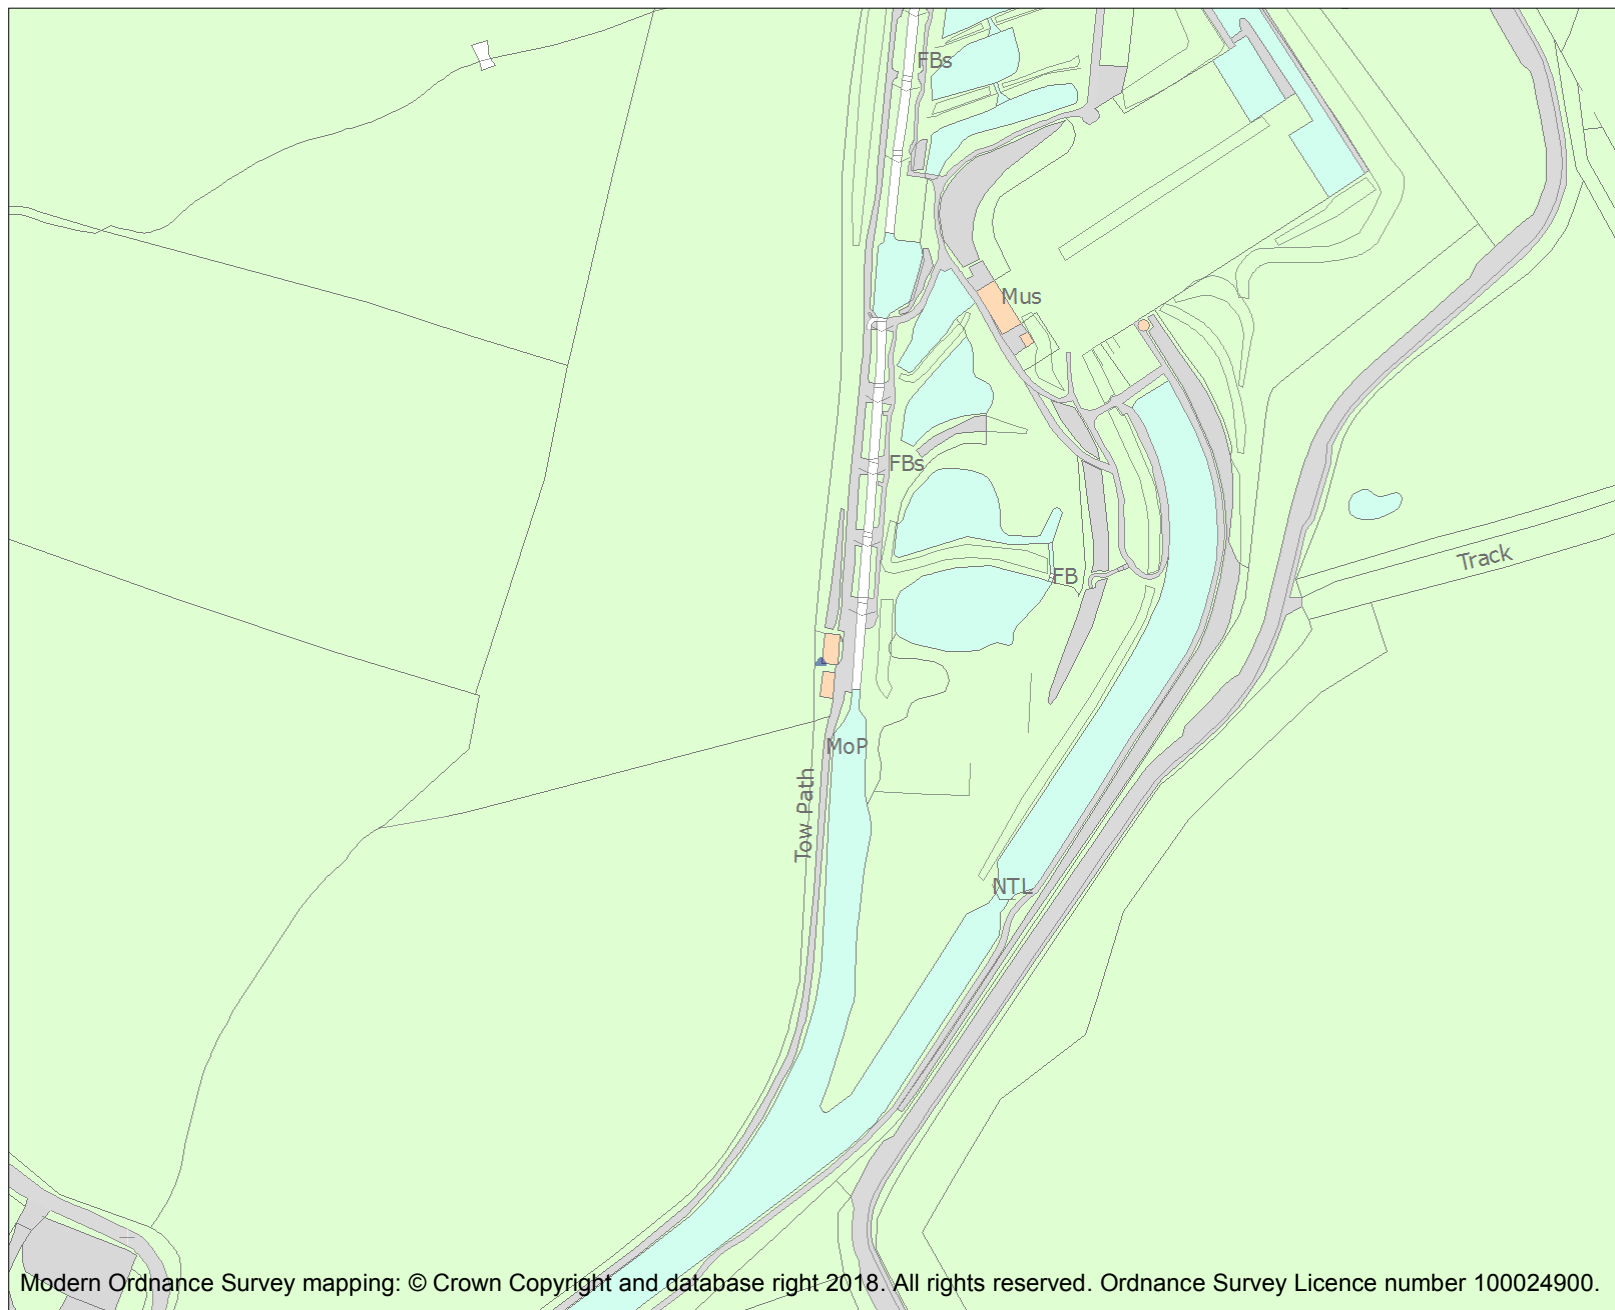 FBs
Mus
FBs
Track
FB
MoP
Tow Path
NTL
Modern Ordnance Survey mapping: © Crown Copyright and database right 2018. All rights reserved. Ordnance Survey Licence number 100024900.